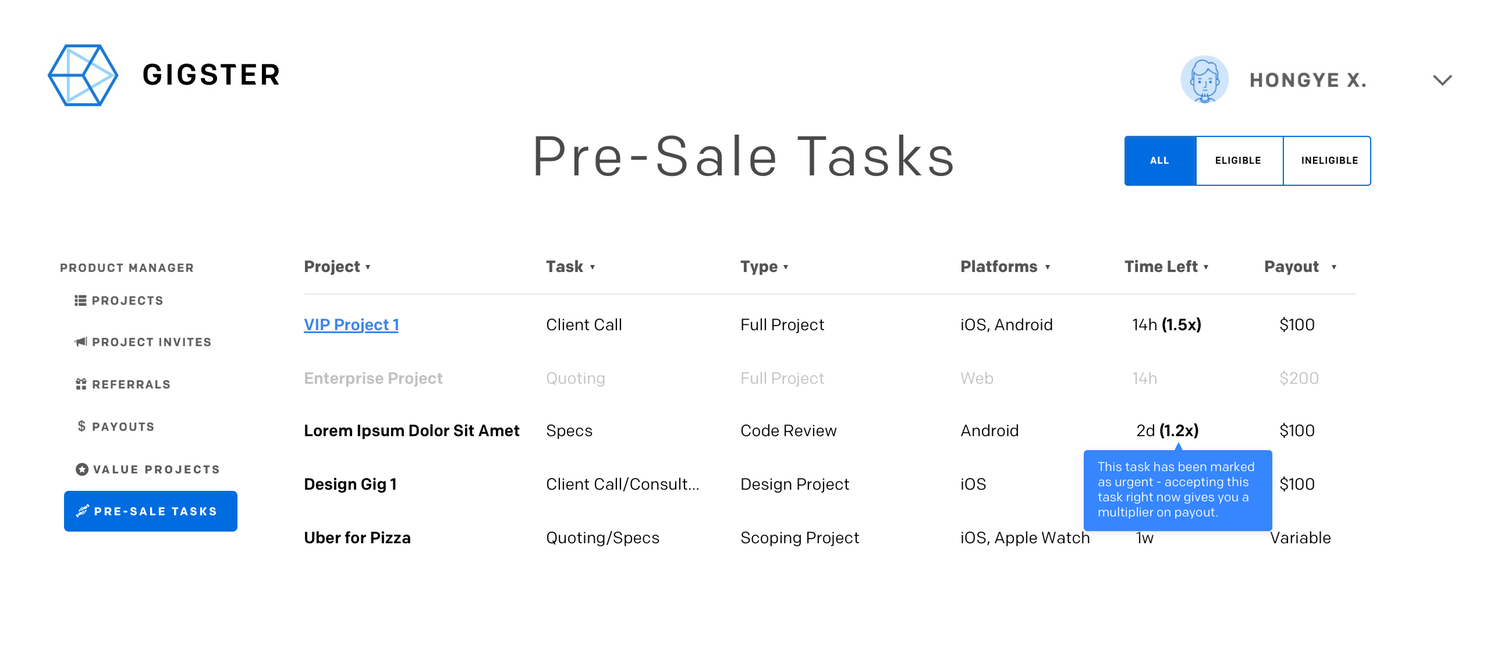 GIGSTER
HONGYE X.
Pre-Sale Tasks
ALL ELIGIBLE INELIGIBLE
PRODUCT MANAGER
PROJECTS
PROJECT INVITES
REFERRALS
$ PAYOUTS
VALUE PROJECTS
PRE-SALE TASKS
Project Task Type Platforms Time Left Payout
VIP Project 1 Client Call Full Project iOS, Android 14h (1.5x) $100
Enterprise Project Quoting Full Project Web 14h $200
Lorem Ipsum Dolor Sit Amet Specs Code Review Android 2d (1.2x) $100
Design Gig 1 Client Call/Consult... Design Project iOS $100
This task has been marked
as urgent - accepting this
task right now gives you a
multiplier on payout.
Uber for Pizza Quoting/Specs Scoping Project iOS, Apple Watch 1w Variable